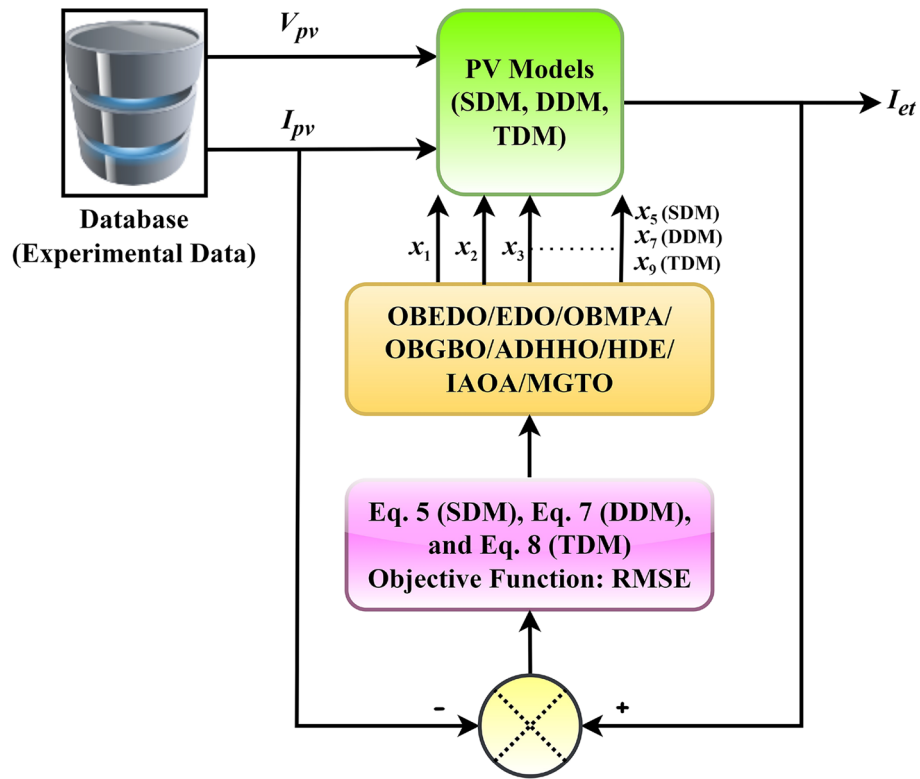 V_pv
I_pv
PV Models
(SDM, DDM,
TDM)
I_et
Database
(Experimental Data)
x_1
x_2
x_3
x_5 (SDM)
x_7 (DDM)
x_9 (TDM)
OBEDO/EDO/OBMPA/
OBGBO/ADHHO/HDE/
IAOA/MGTO
Eq. 5 (SDM), Eq. 7 (DDM),
and Eq. 8 (TDM)
Objective Function: RMSE
-
+